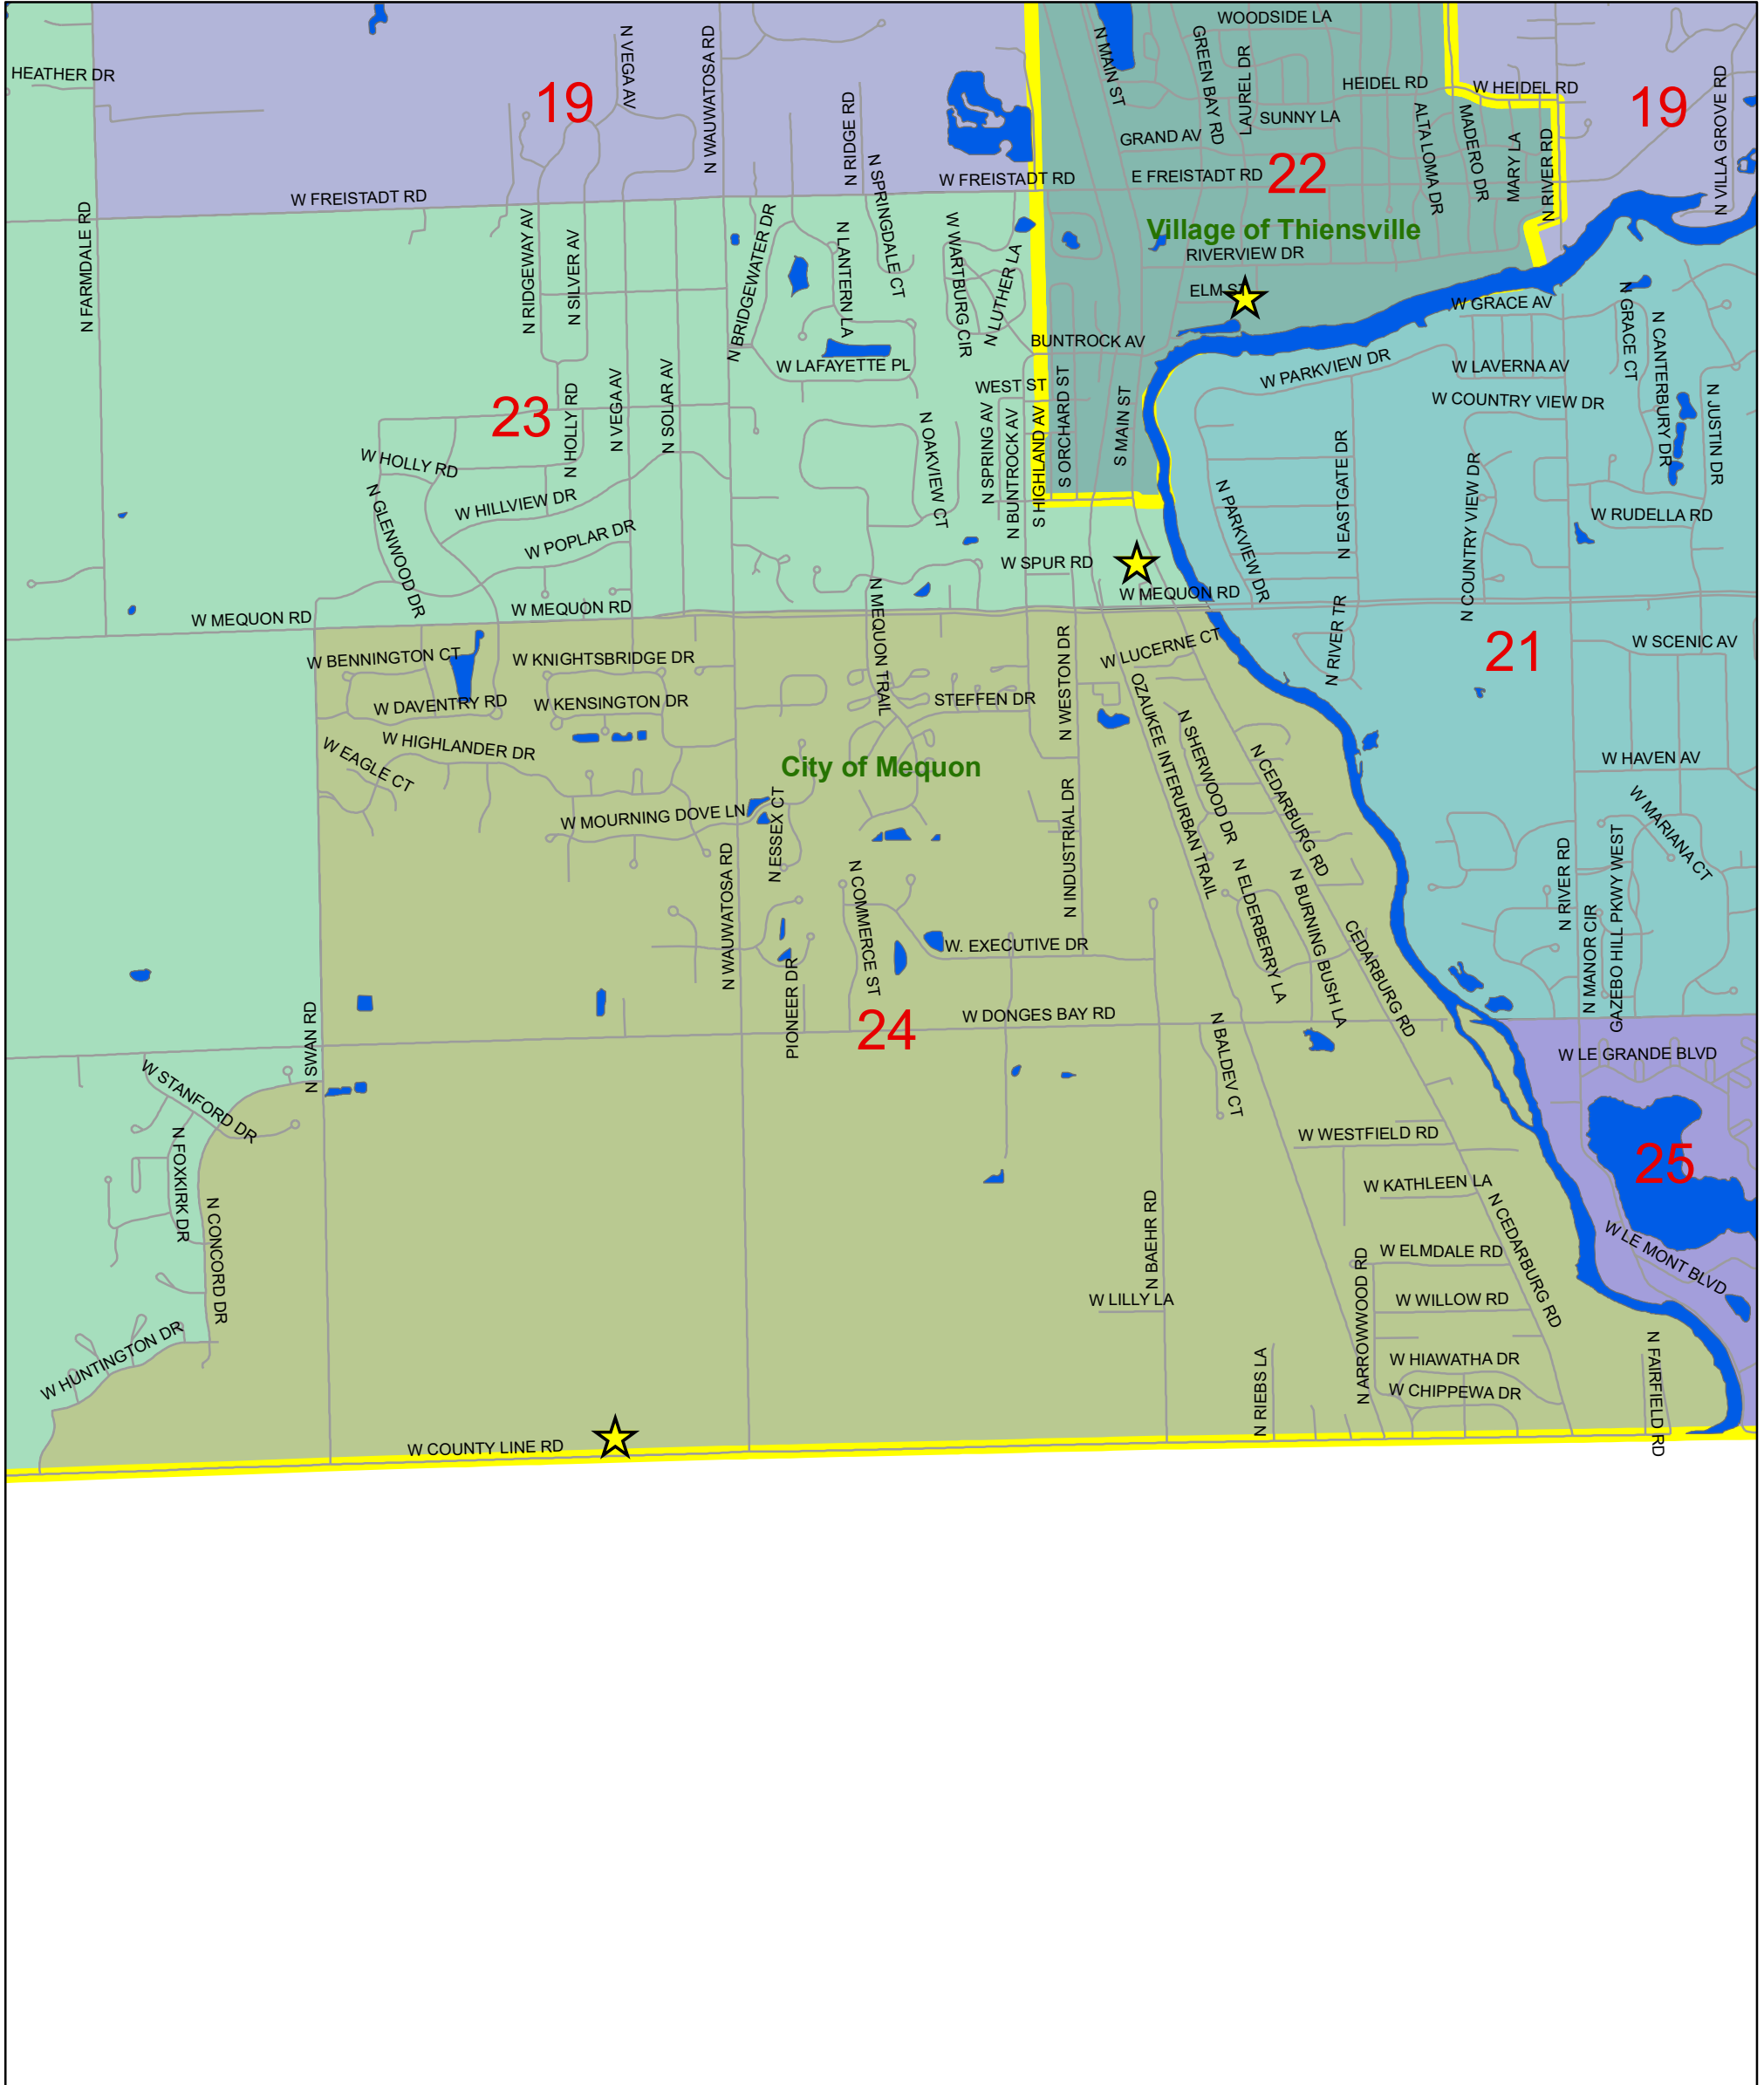 WOODSIDE LA
HEATHER DR
N VEGA AV
N WAUWATOSA RD
N MAIN ST
GREEN BAY RD
LAUREL DR
HEIDEL RD
W HEIDEL RD
N VILLA GROVE RD
19
19
N RIDGE RD
SUNNY LA
GRAND AV
ALTA LOMA DR
MADERO DR
MARY LA
N RIVER RD
N SPRINGDALE CT
W FREISTADT RD
E FREISTADT RD
22
W FREISTADT RD
N FARMDALE RD
N RIDGEWAY AV
N SILVER AV
N BRIDGEWATER DR
N LANTERN LA
W WARTBURG CIR
N LUTHER LA
Village of Thiensville
RIVERVIEW DR
ELM ST
W GRACE AV
N GRACE CT
N CANTERBURY DR
BUNTROCK AV
W LAFAYETTE PL
W PARKVIEW DR
W LAVERNA AV
WEST ST
W COUNTRY VIEW DR
N JUSTIN DR
23
N HOLLY RD
N VEGA AV
N SOLAR AV
N OAKVIEW CT
N SPRING AV
N BUNTROCK AV
S HIGHLAND AV
S ORCHARD ST
S MAIN ST
W HOLLY RD
N GLENWOOD DR
W HILLVIEW DR
W POPLAR DR
N PARKVIEW DR
N EASTGATE DR
N COUNTRY VIEW DR
W RUDELLA RD
W SPUR RD
W MEQUON RD
W MEQUON RD
W MEQUON RD
N MEQUON TRAIL
N WESTON DR
W LUCERNE CT
N RIVER TR
21
W SCENIC AV
W BENNINGTON CT
W KNIGHTSBRIDGE DR
W DAVENTRY RD
W KENSINGTON DR
STEFFEN DR
OZAUKEE INTERURBAN TRAIL
N SHERWOOD DR
N CEDARBURG RD
W EAGLE CT
W HIGHLANDER DR
City of Mequon
W HAVEN AV
W MARIANA CT
W MOURNING DOVE LN
N ESSEX CT
N INDUSTRIAL DR
N WAUWATOSA RD
N COMMERCE ST
N ELDERBERRY LA
N BURNING BUSH LA
CEDARBURG RD
N RIVER RD
N MANOR CIR
GAZEBO HILL PKWY WEST
W. EXECUTIVE DR
PIONEER DR
N SWAN RD
24
W DONGES BAY RD
N BALDEV CT
W LE GRANDE BLVD
W STANFORD DR
N FOXKIRK DR
W WESTFIELD RD
25
W KATHLEEN LA
N CONCORD DR
N BAEHR RD
N CEDARBURG RD
W LE MONT BLVD
W ELMDALE RD
N ARROWWOOD RD
W LILLY LA
W WILLOW RD
W HUNTINGTON DR
N RIEBS LA
W HIAWATHA DR
N FAIRFIELD RD
W CHIPPEWA DR
W COUNTY LINE RD